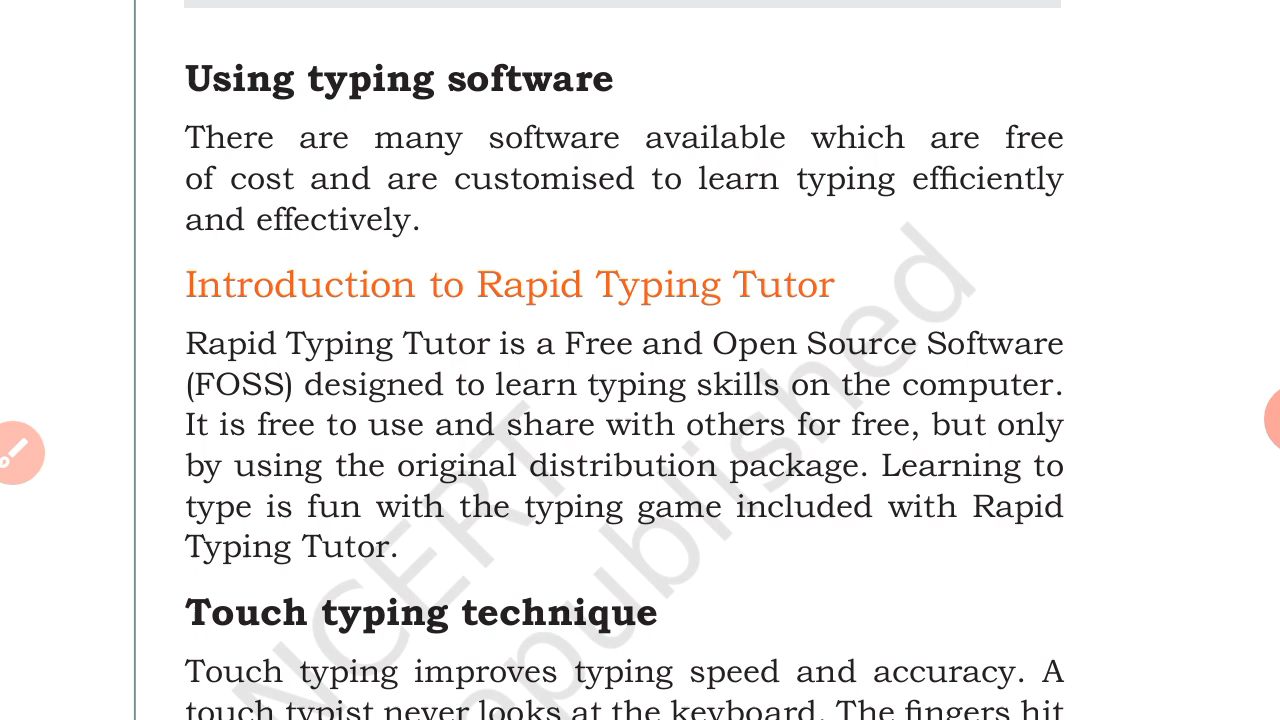 Using typing software
There are many software available which are free
of cost and are customised to learn typing efficiently
and effectively.
Introduction to Rapid Typing Tutor
Rapid Typing Tutor is a Free and Open Source Software
(FOSS) designed to learn typing skills on the computer.
It is free to use and share with others for free, but only
by using the original distribution package. Learning to
type is fun with the typing game included with Rapid
Typing Tutor.
Touch typing technique
Touch typing improves typing speed and accuracy. A
touch typist never looks at the keyboard. The fingers hit
NCERT
republished